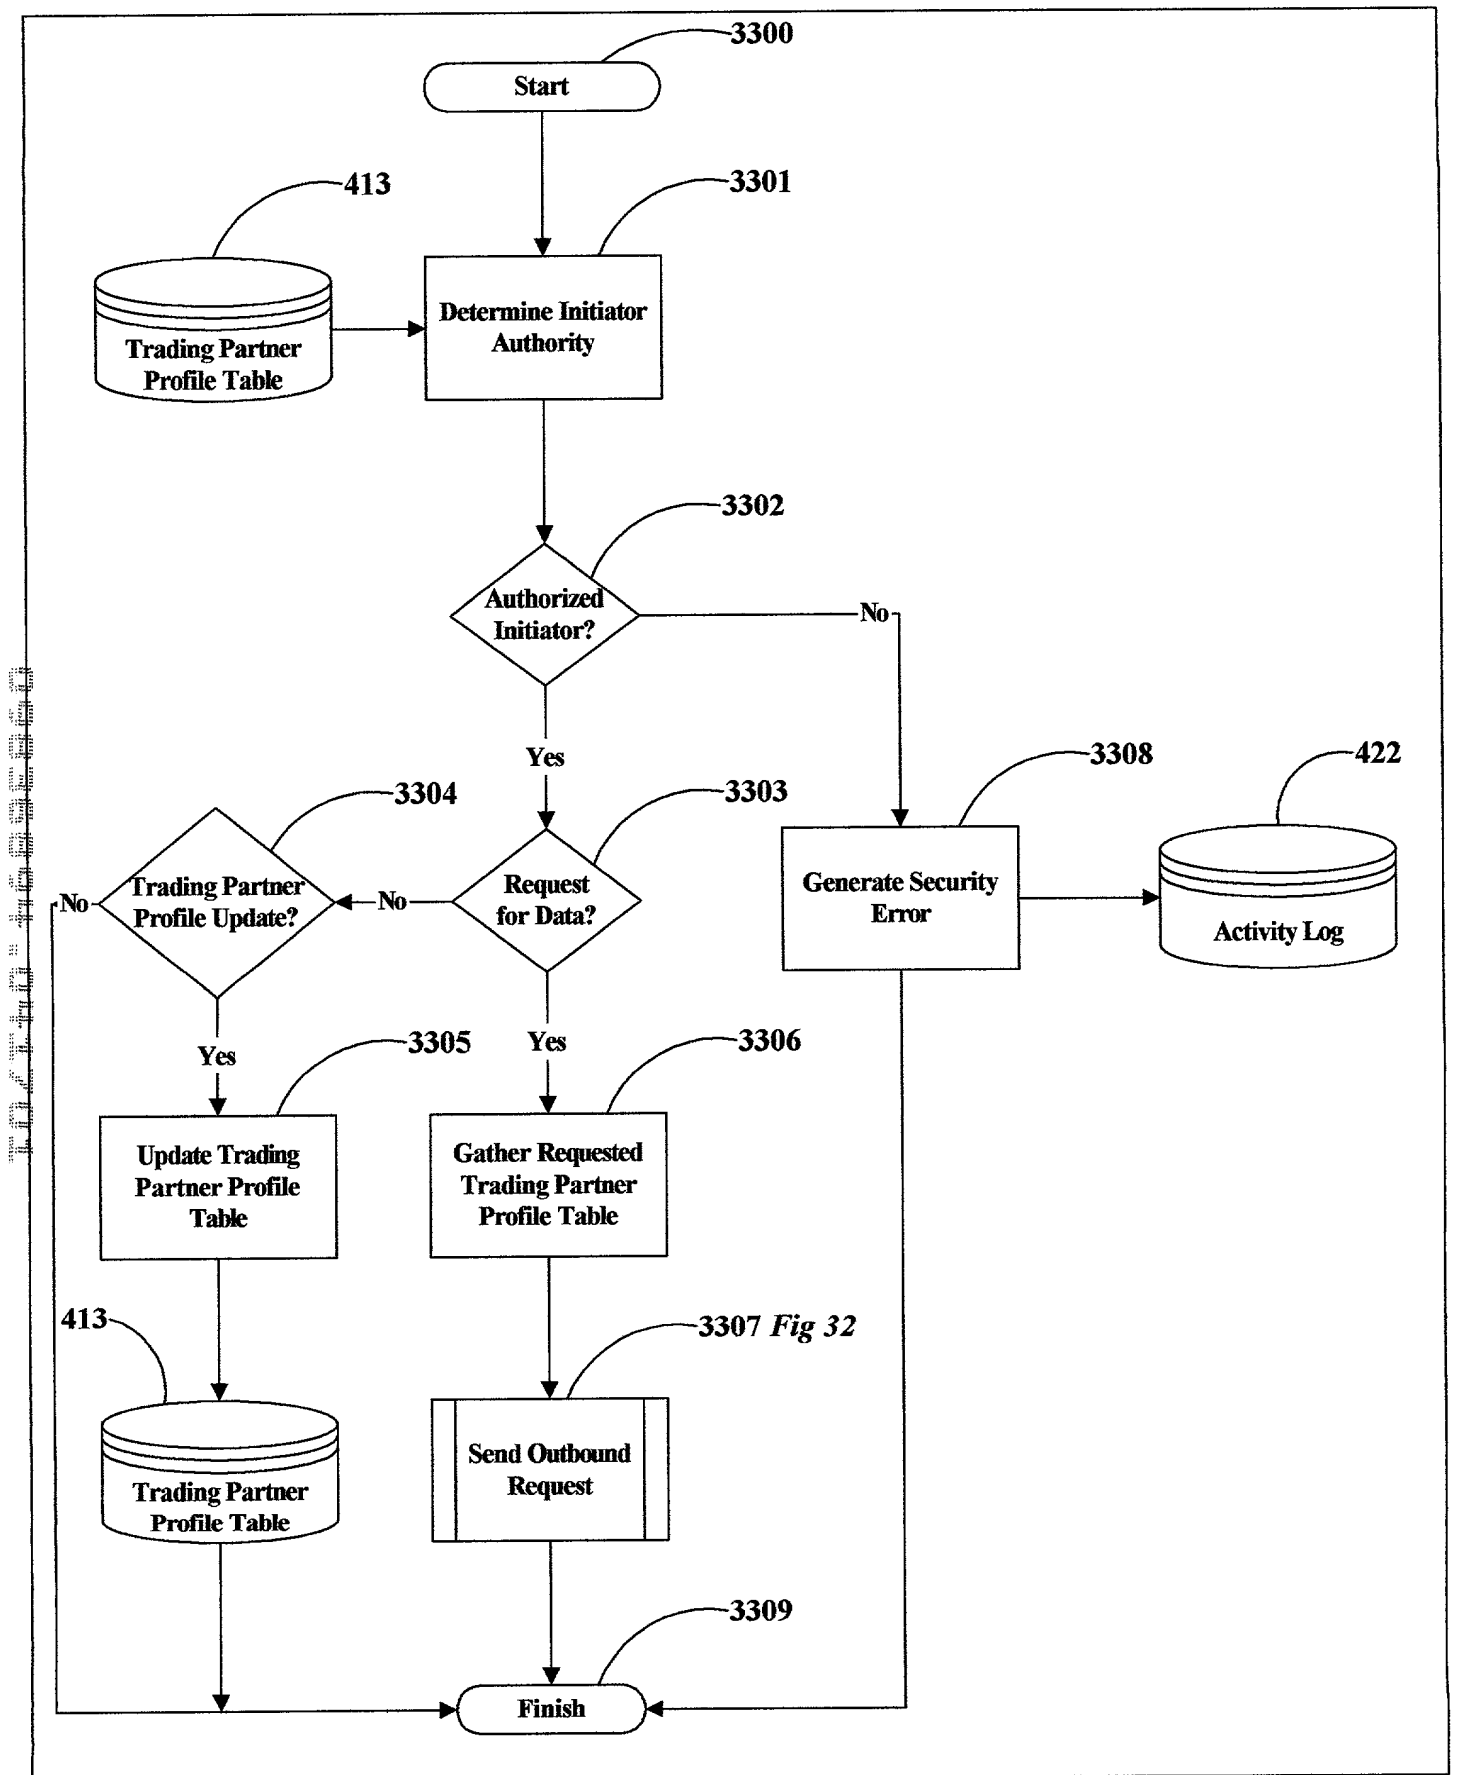 3300
Start
413
3301
Determine Initiator
Authority
Trading Partner
Profile Table
3302
Authorized
Initiator?
No
Yes
3308
422
3304
3303
Trading Partner
Profile Update?
No
No
Request
for Data?
Generate Security
Error
Activity Log
Yes
3305
Yes
3306
Update Trading
Partner Profile
Table
Gather Requested
Trading Partner
Profile Table
413
3307 Fig 32
Send Outbound
Request
Trading Partner
Profile Table
3309
Finish